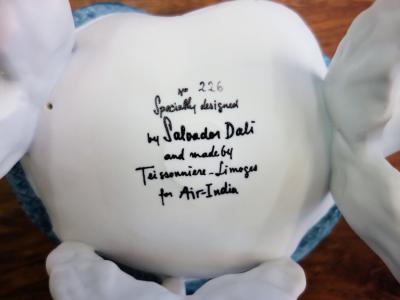 No 226
Specially designed
by Salvador Dali
and made by
Teissonniere - Limoges
for Air-India